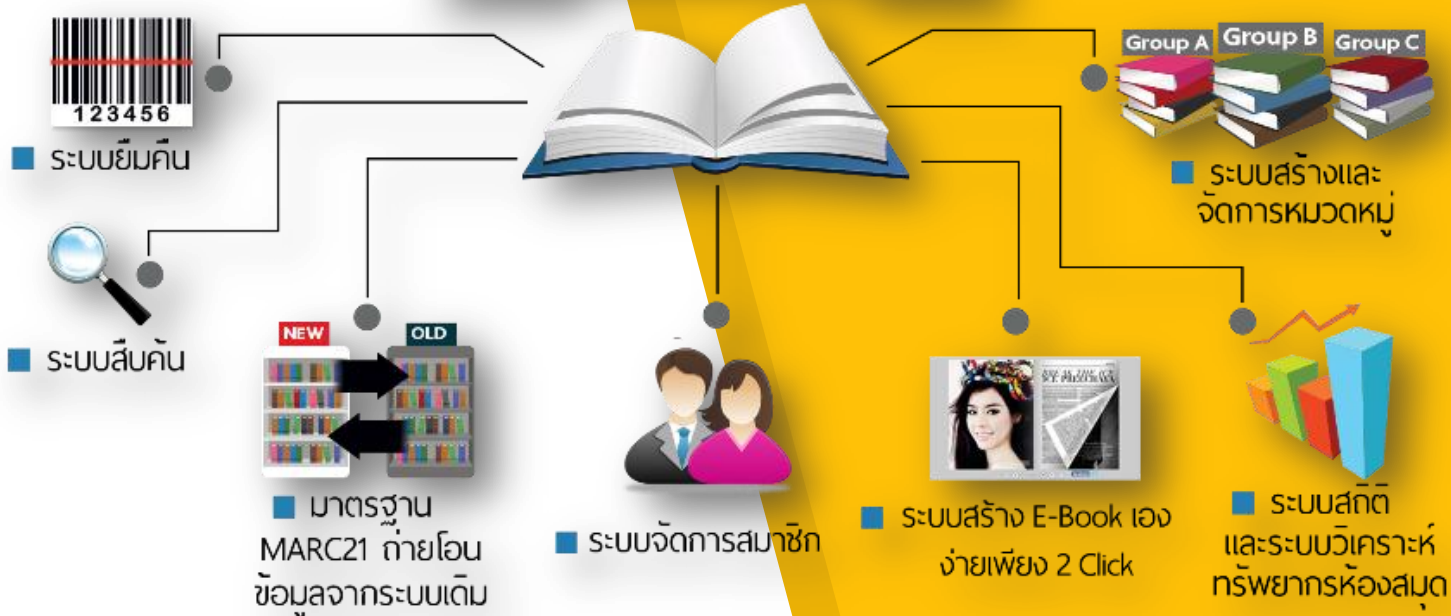 123456
ระบบยืมคืน
ระบบสืบค้น
NEW
OLD
มาตรฐาน
MARC21 ถ่ายโอน
ข้อมูลจากระบบเดิม
ระบบจัดการสมาชิก
ระบบสร้าง E-Book เอง
ง่ายเพียง 2 Click
Group A
Group B
Group C
ระบบสร้างและ
จัดการหมวดหมู่
ระบบสถิติ
และระบบวิเคราะห์
ทรัพยากรห้องสมุด